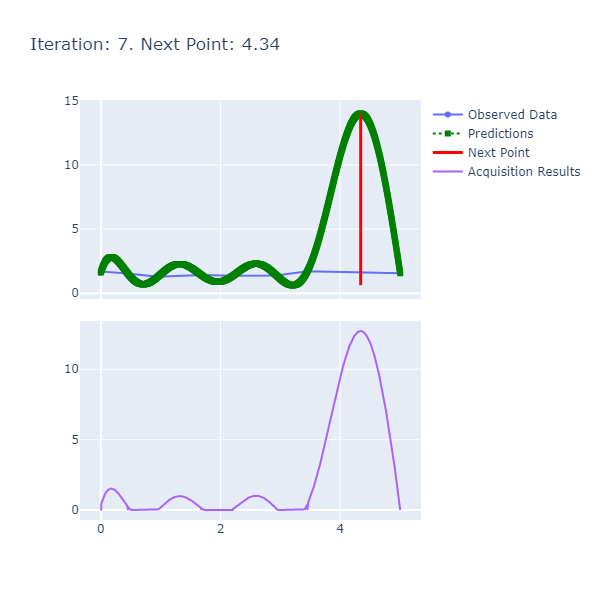 Iteration: 7. Next Point: 4.34
15
10
5
0
Observed Data
Predictions
Next Point
Acquisition Results
10
5
0
0 2 4